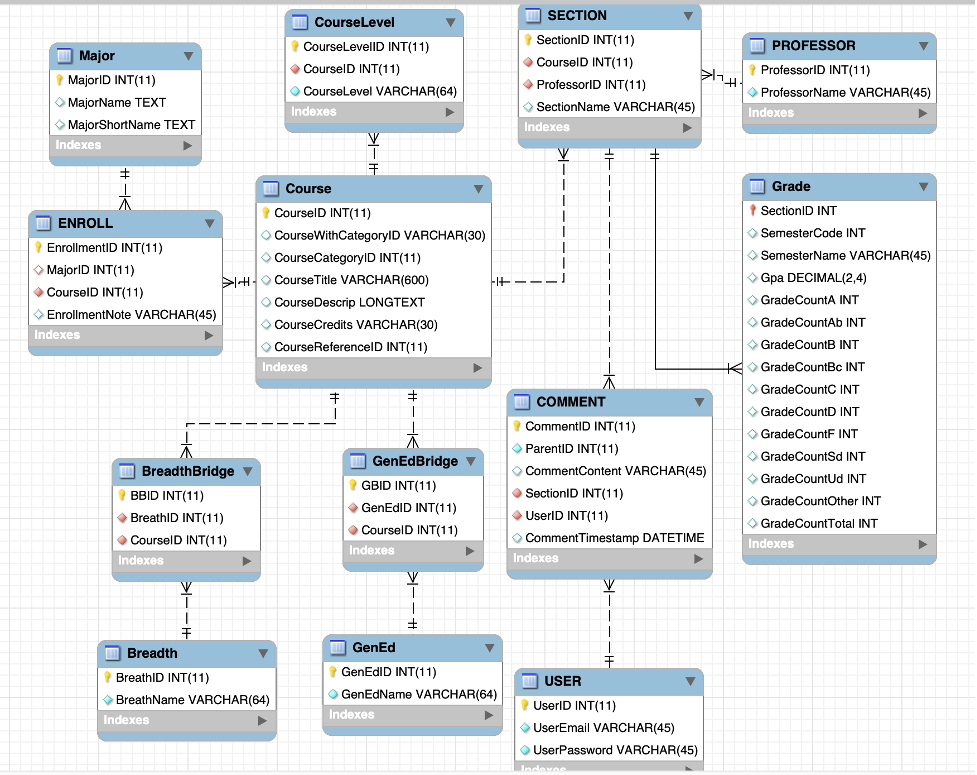 Major
MajorID INT(11)
MajorName TEXT
MajorShortName TEXT
Indexes
CourseLevel
CourseLevelID INT(11)
CourseID INT(11)
CourseLevel VARCHAR(64)
Indexes
SECTION
SectionID INT(11)
CourseID INT(11)
ProfessorID INT(11)
SectionName VARCHAR(45)
Indexes
PROFESSOR
ProfessorID INT(11)
ProfessorName VARCHAR(45)
Indexes
ENROLL
EnrollmentID INT(11)
MajorID INT(11)
CourseID INT(11)
EnrollmentNote VARCHAR(45)
Indexes
Course
CourseID INT(11)
CourseWithCategoryID VARCHAR(30)
CourseCategoryID INT(11)
CourseTitle VARCHAR(600)
CourseDescrip LONGTEXT
CourseCredits VARCHAR(30)
CourseReferenceID INT(11)
Indexes
Grade
SectionID INT
SemesterCode INT
SemesterName VARCHAR(45)
Gpa DECIMAL(2,4)
GradeCountA INT
GradeCountAb INT
GradeCountB INT
GradeCountBc INT
GradeCountC INT
GradeCountD INT
GradeCountF INT
GradeCountSd INT
GradeCountUd INT
GradeCountOther INT
GradeCountTotal INT
Indexes
COMMENT
CommentID INT(11)
ParentID INT(11)
CommentContent VARCHAR(45)
SectionID INT(11)
UserID INT(11)
CommentTimestamp DATETIME
Indexes
BreadthBridge
BBID INT(11)
BreathID INT(11)
CourseID INT(11)
Indexes
GenEdBridge
GBID INT(11)
GenEdID INT(11)
CourseID INT(11)
Indexes
Breadth
BreathID INT(11)
BreathName VARCHAR(64)
Indexes
GenEd
GenEdID INT(11)
GenEdName VARCHAR(64)
Indexes
USER
UserID INT(11)
UserEmail VARCHAR(45)
UserPassword VARCHAR(45)
Indexes